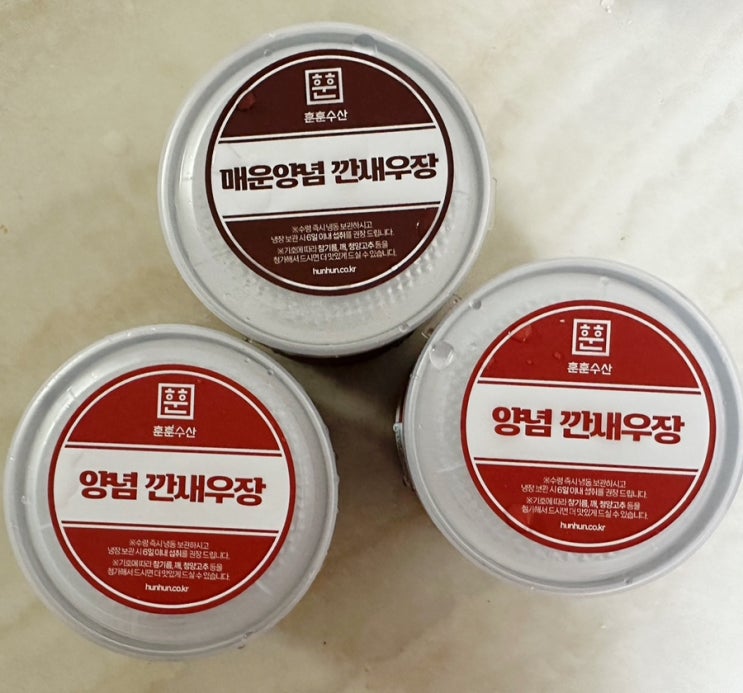 훈훈수산
매운양념 깐새우장
※수령 즉시 냉동 보관하시고
냉장 보관 시 6일 이내 섭취를 권장 드립니다.
※기호에 따라 참기름, 깨, 청양고추 등을
첨가해서 드시면 더 맛있게 드실 수 있습니다.
hunhun.co.kr
훈훈수산
양념 깐새우장
※수령 즉시 냉동 보관하시고
냉장 보관 시 6일 이내 섭취를 권장 드립니다.
※기호에 따라 참기름, 깨, 청양고추 등을
첨가해서 드시면 더 맛있게 드실 수 있습니다.
hunhun.co.kr
훈훈수산
양념 깐새우장
※수령 즉시 냉동 보관하시고
냉장 보관 시 6일 이내 섭취를 권장 드립니다.
※기호에 따라 참기름, 깨, 청양고추 등을
첨가해서 드시면 더 맛있게 드실 수 있습니다.
hunhun.co.kr